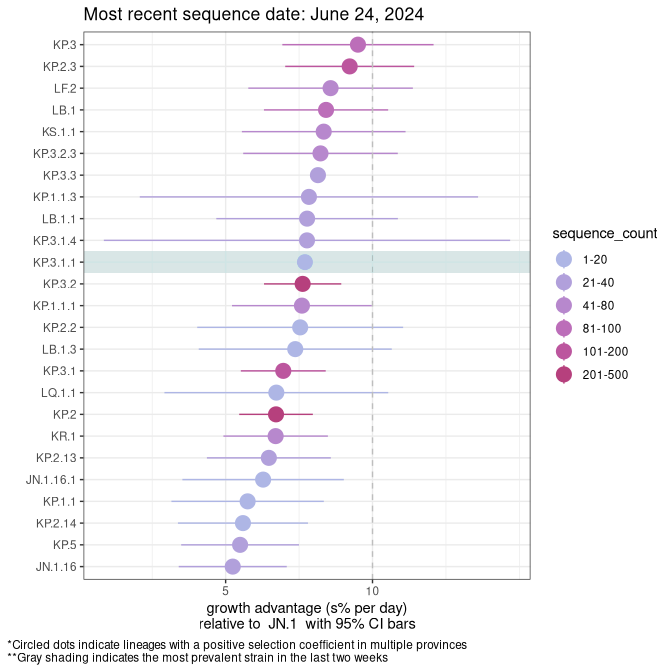 Most recent sequence date: June 24, 2024
KP.3
KP.2.3
LF.2
LB.1
KS.1.1
KP.3.2.3
KP.3.3
KP.1.1.3
LB.1.1
KP.3.1.4
KP.3.1.1
KP.3.2
KP.1.1.1
KP.2.2
LB.1.3
KP.3.1
LQ.1.1
KP.2
KR.1
KP.2.13
JN.1.16.1
KP.1.1
KP.2.14
KP.5
JN.1.16
sequence_count
1-20
21-40
41-80
81-100
101-200
201-500
5 10
growth advantage (s% per day)
relative to JN.1 with 95% CI bars
*Circled dots indicate lineages with a positive selection coefficient in multiple provinces
**Gray shading indicates the most prevalent strain in the last two weeks